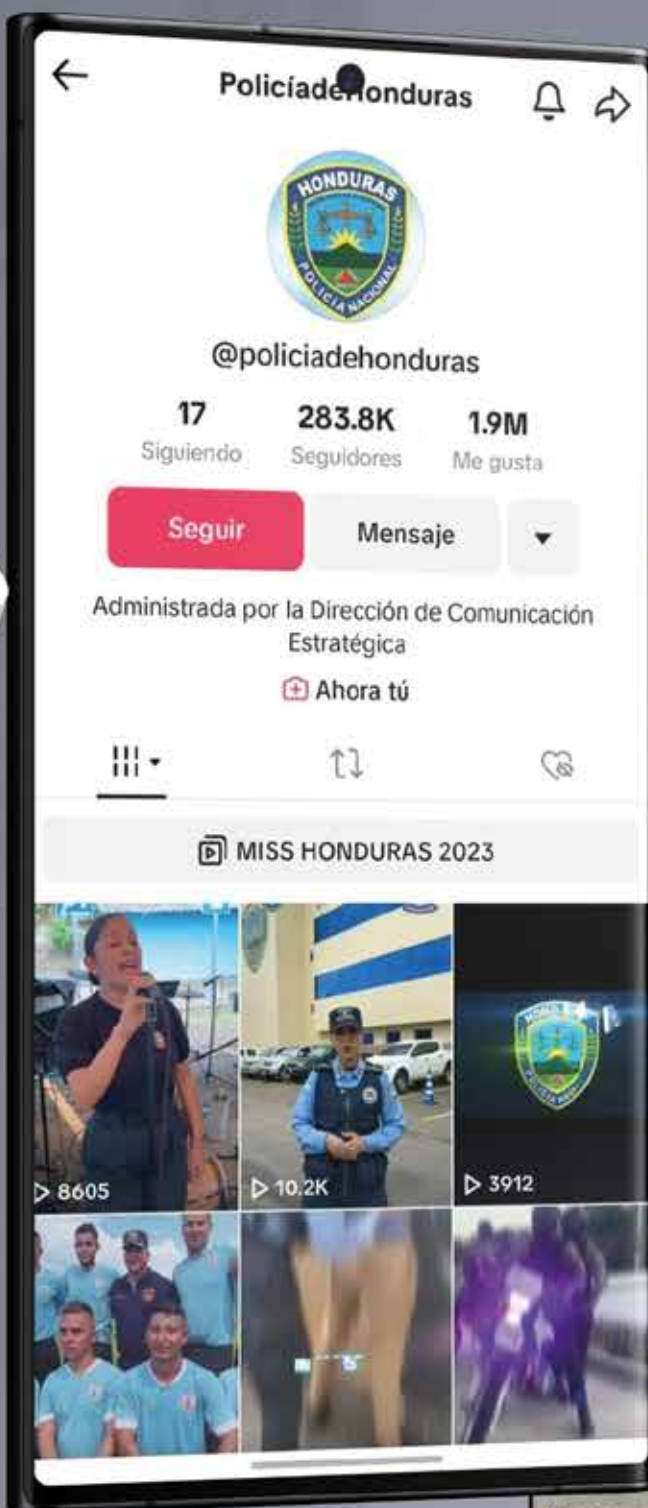 PolicíadeHonduras
HONDURAS
POLICIA NACIONAL
@policiadehonduras
17 283.8K 1.9M
Siguiendo Seguidores Me gusta
Seguir Mensaje
Administrada por la Dirección de Comunicación
Estratégica
Ahora tú
MISS HONDURAS 2023
8605 10.2K 3912